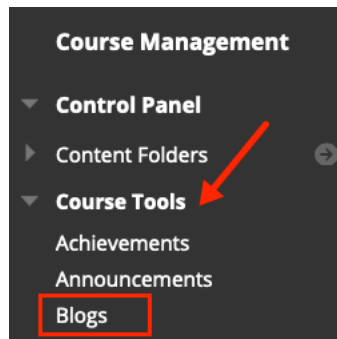 Course Management
Control Panel
Content Folders
Course Tools
Achievements
Announcements
Blogs